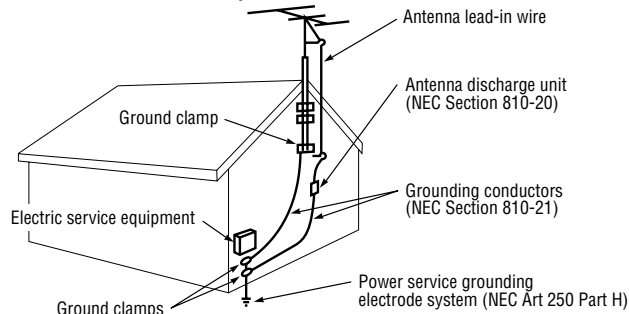 Antenna lead-in wire
Antenna discharge unit
(NEC Section 810-20)
Ground clamp
Grounding conductors
(NEC Section 810-21)
Electric service equipment
Power service grounding
electrode system (NEC Art 250 Part H)
Ground clamps